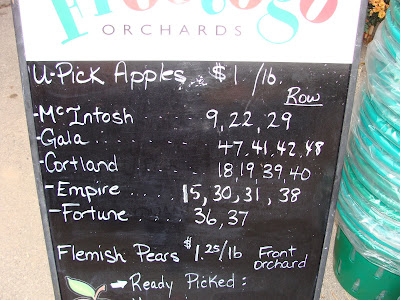 ORCHARDS
U-Pick Apples $1/lb.
Row
-McIntosh ..... 9, 22, 29
-Gala ..... 47, 41, 42, 48
-Cortland ..... 18, 19, 39, 40
-Empire .... 15, 30, 31, 38
-Fortune .... 36, 37
Flemish Pears $1.25/lb Front
Orchard
→Ready Picked: